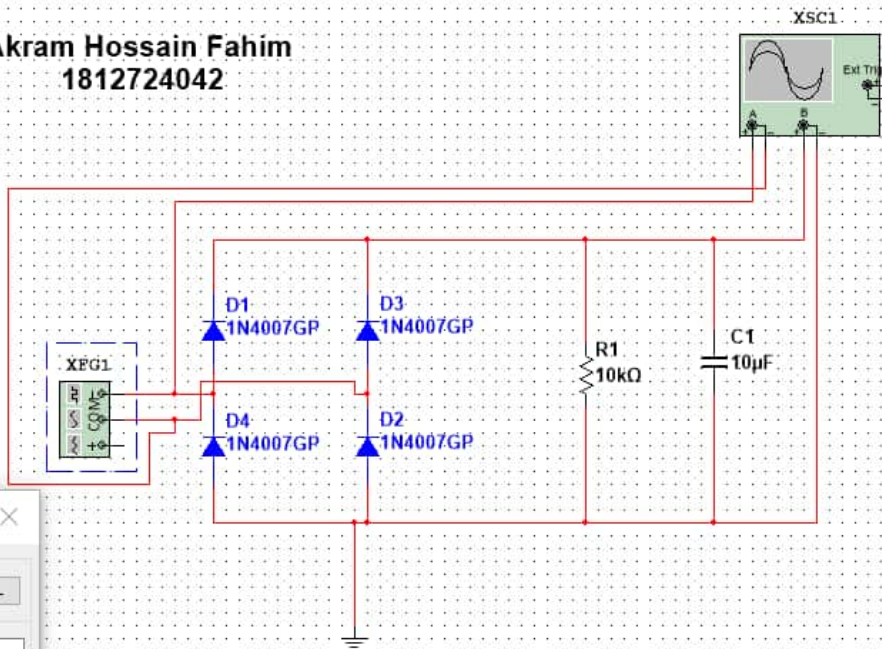 Akram Hossain Fahim
1812724042
XSC1
Ext Trig
+
-
A
B
+ - + -
D1
1N4007GP
D3
1N4007GP
XFG1
COM
+
R1
10kΩ
C1
10μF
D4
1N4007GP
D2
1N4007GP